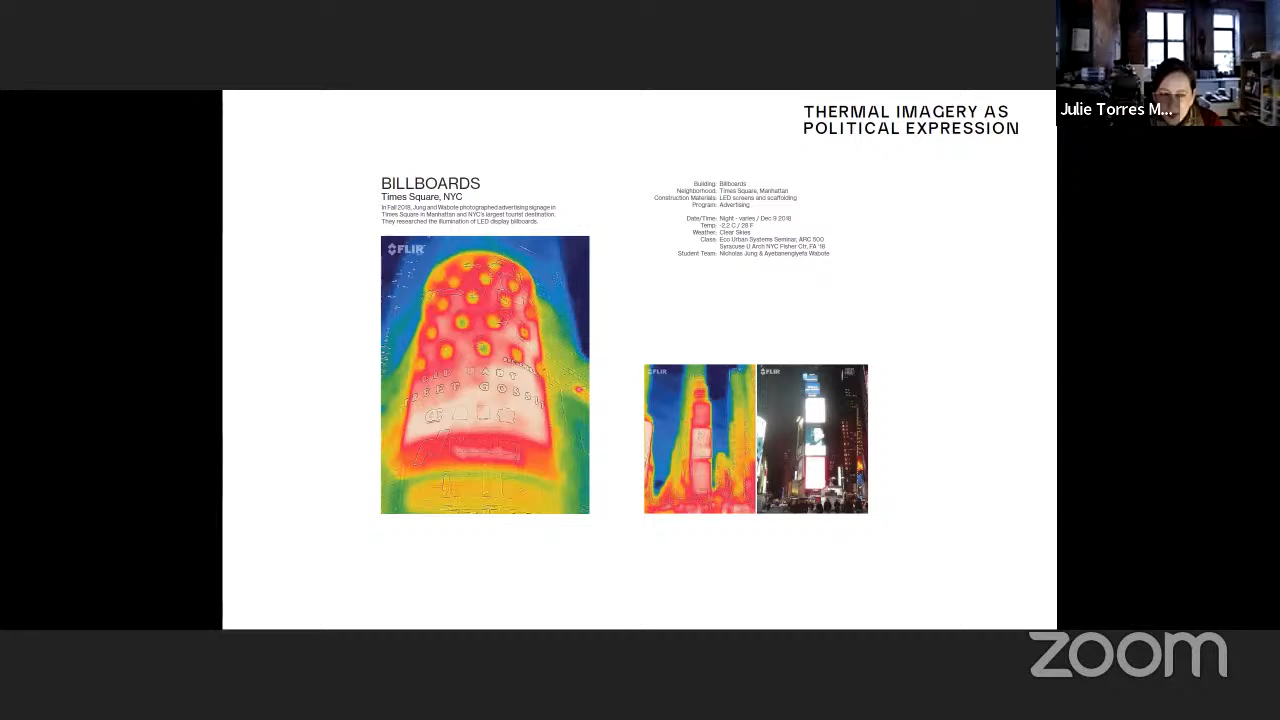 Julie Torres M...
THERMAL IMAGERY AS
POLITICAL EXPRESSION
BILLBOARDS
Times Square, NYC
In Fall 2018, Jung and Wabote photographed advertising signage in
Times Square in Manhattan and NYC's largest tourist destination.
They researched the illumination of LED display billboards.
Building: Billboards
Neighborhood: Times Square, Manhattan
Construction Materials: LED screens and scaffolding
Program: Advertising
Date/Time: Night - varies / Dec 9 2018
Temp: -2.2 C / 28 F
Weather: Clear Skies
Class: Eco Urban Systems Seminar, ARC 500
Syracuse U Arch NYC Fisher Ctr, FA '18
Student Team: Nicholas Jung & Ayebanengiyefa Wabote
FLIR
FLIR
FLIR
zoom